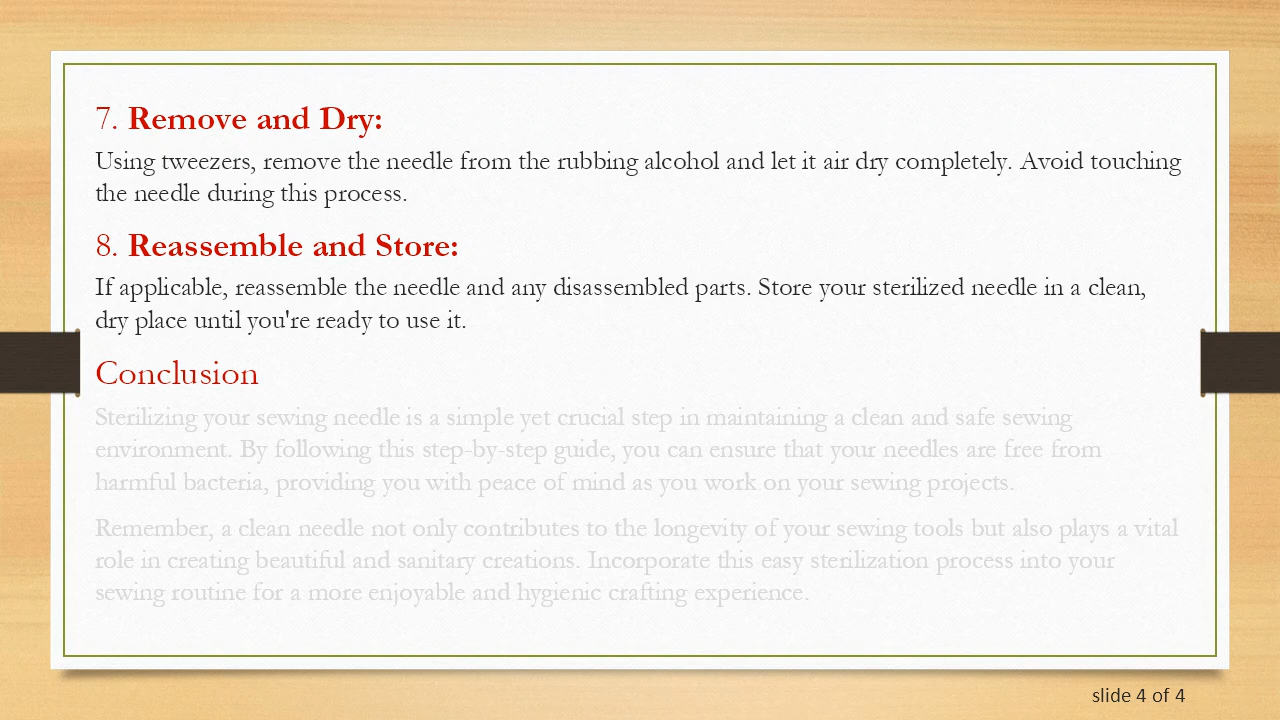 7. Remove and Dry:
Using tweezers, remove the needle from the rubbing alcohol and let it air dry completely. Avoid touching
the needle during this process.
8. Reassemble and Store:
If applicable, reassemble the needle and any disassembled parts. Store your sterilized needle in a clean,
dry place until you're ready to use it.
Conclusion
Sterilizing your sewing needle is a simple yet crucial step in maintaining a clean and safe sewing
environment. By following this step-by-step guide, you can ensure that your needles are free from
harmful bacteria, providing you with peace of mind as you work on your sewing projects.
Remember, a clean needle not only contributes to the longevity of your sewing tools but also plays a vital
role in creating beautiful and sanitary creations. Incorporate this easy sterilization process into your
sewing routine for a more enjoyable and hygienic crafting experience.
slide 4 of 4